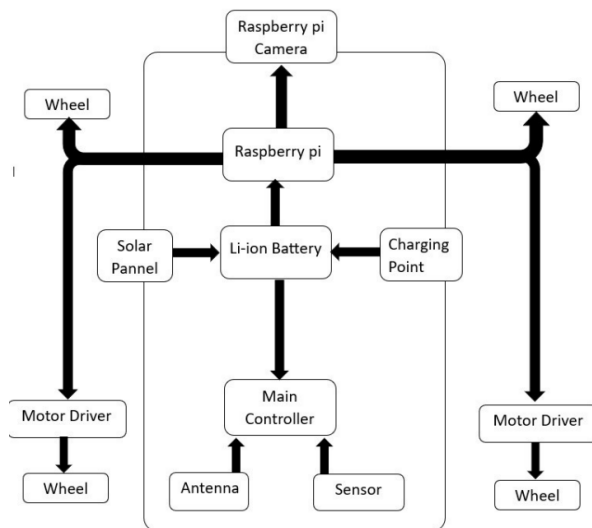 Raspberry pi
Camera
Wheel
Wheel
Raspberry pi
Solar
Pannel
Li-ion Battery
Charging
Point
Main
Controller
Motor Driver
Motor Driver
Antenna
Sensor
Wheel
Wheel